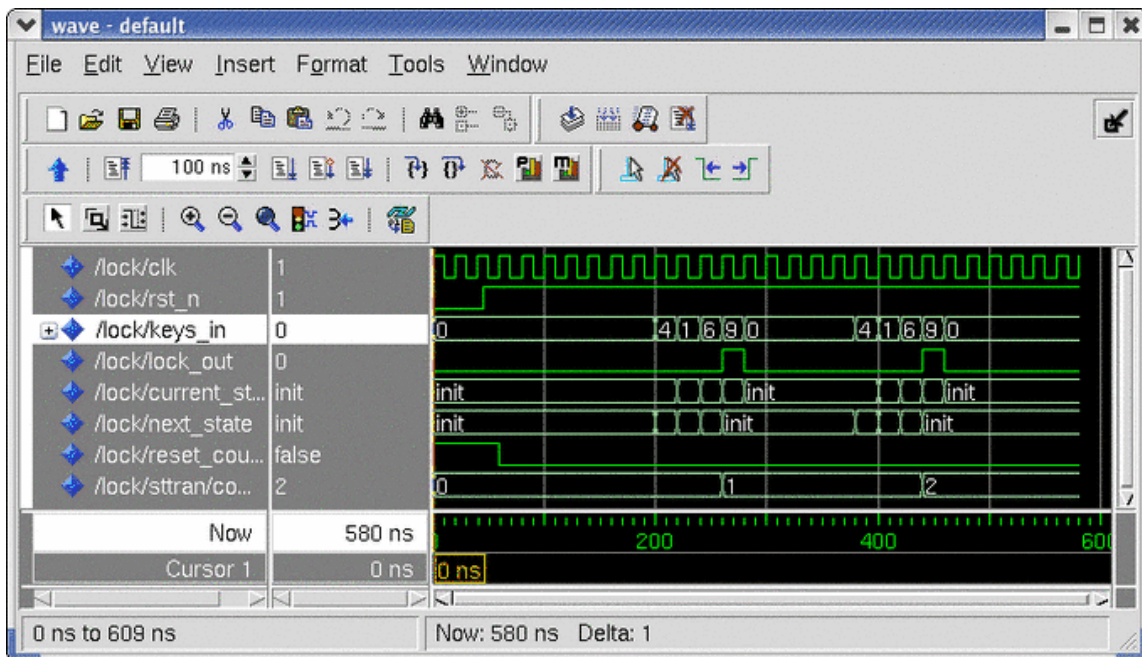 wave - default
File Edit View Insert Format Tools Window
100 ns
/lock/clk 1
/lock/rst_n 1
/lock/keys_in 0 0 4 1 6 9 0 4 1 6 9 0
/lock/lock_out 0
/lock/current_st... init init init init
/lock/next_state init init init init
/lock/reset_cou... false
/lock/sttran/co... 2 0 1 2
Now 580 ns 200 400 600
Cursor 1 0 ns 0 ns
0 ns to 609 ns Now: 580 ns Delta: 1